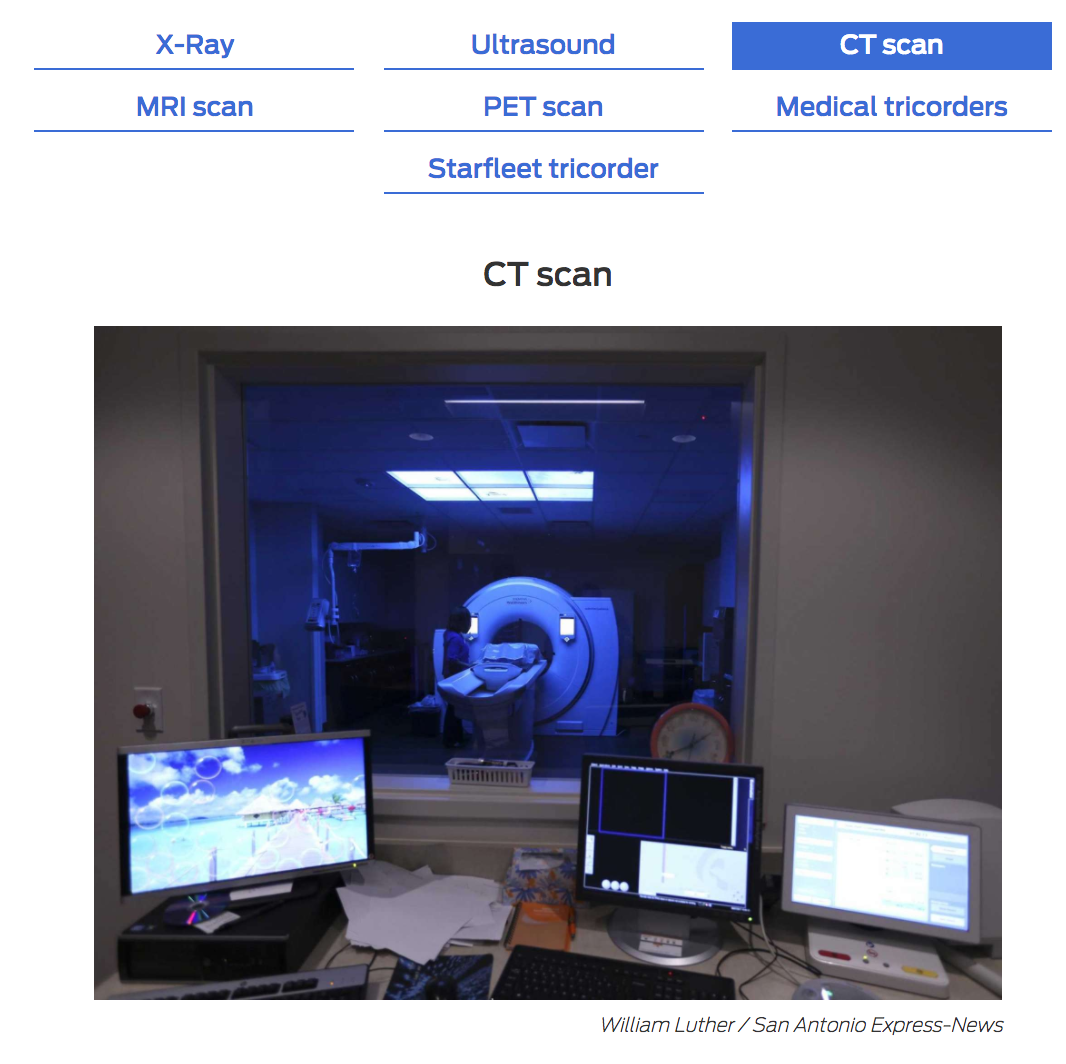 X-Ray
Ultrasound
CT scan
MRI scan
PET scan
Medical tricorders
Starfleet tricorder
CT scan
William Luther / San Antonio Express-News